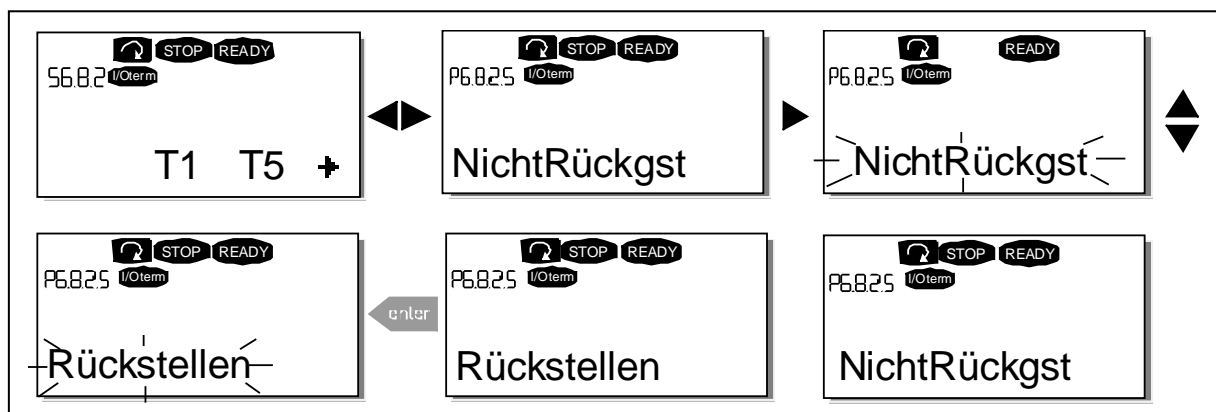 STOP READY
S6.8.2 I/Oterm
T1 T5
STOP READY
P6.8.2.5 I/Oterm
NichtRückgst
READY
P6.8.2.5 I/Oterm
NichtRückgst
STOP READY
P6.8.2.5 I/Oterm
Rückstellen
enter
STOP READY
P6.8.2.5 I/Oterm
Rückstellen
STOP READY
P6.8.2.5 I/Oterm
NichtRückgst